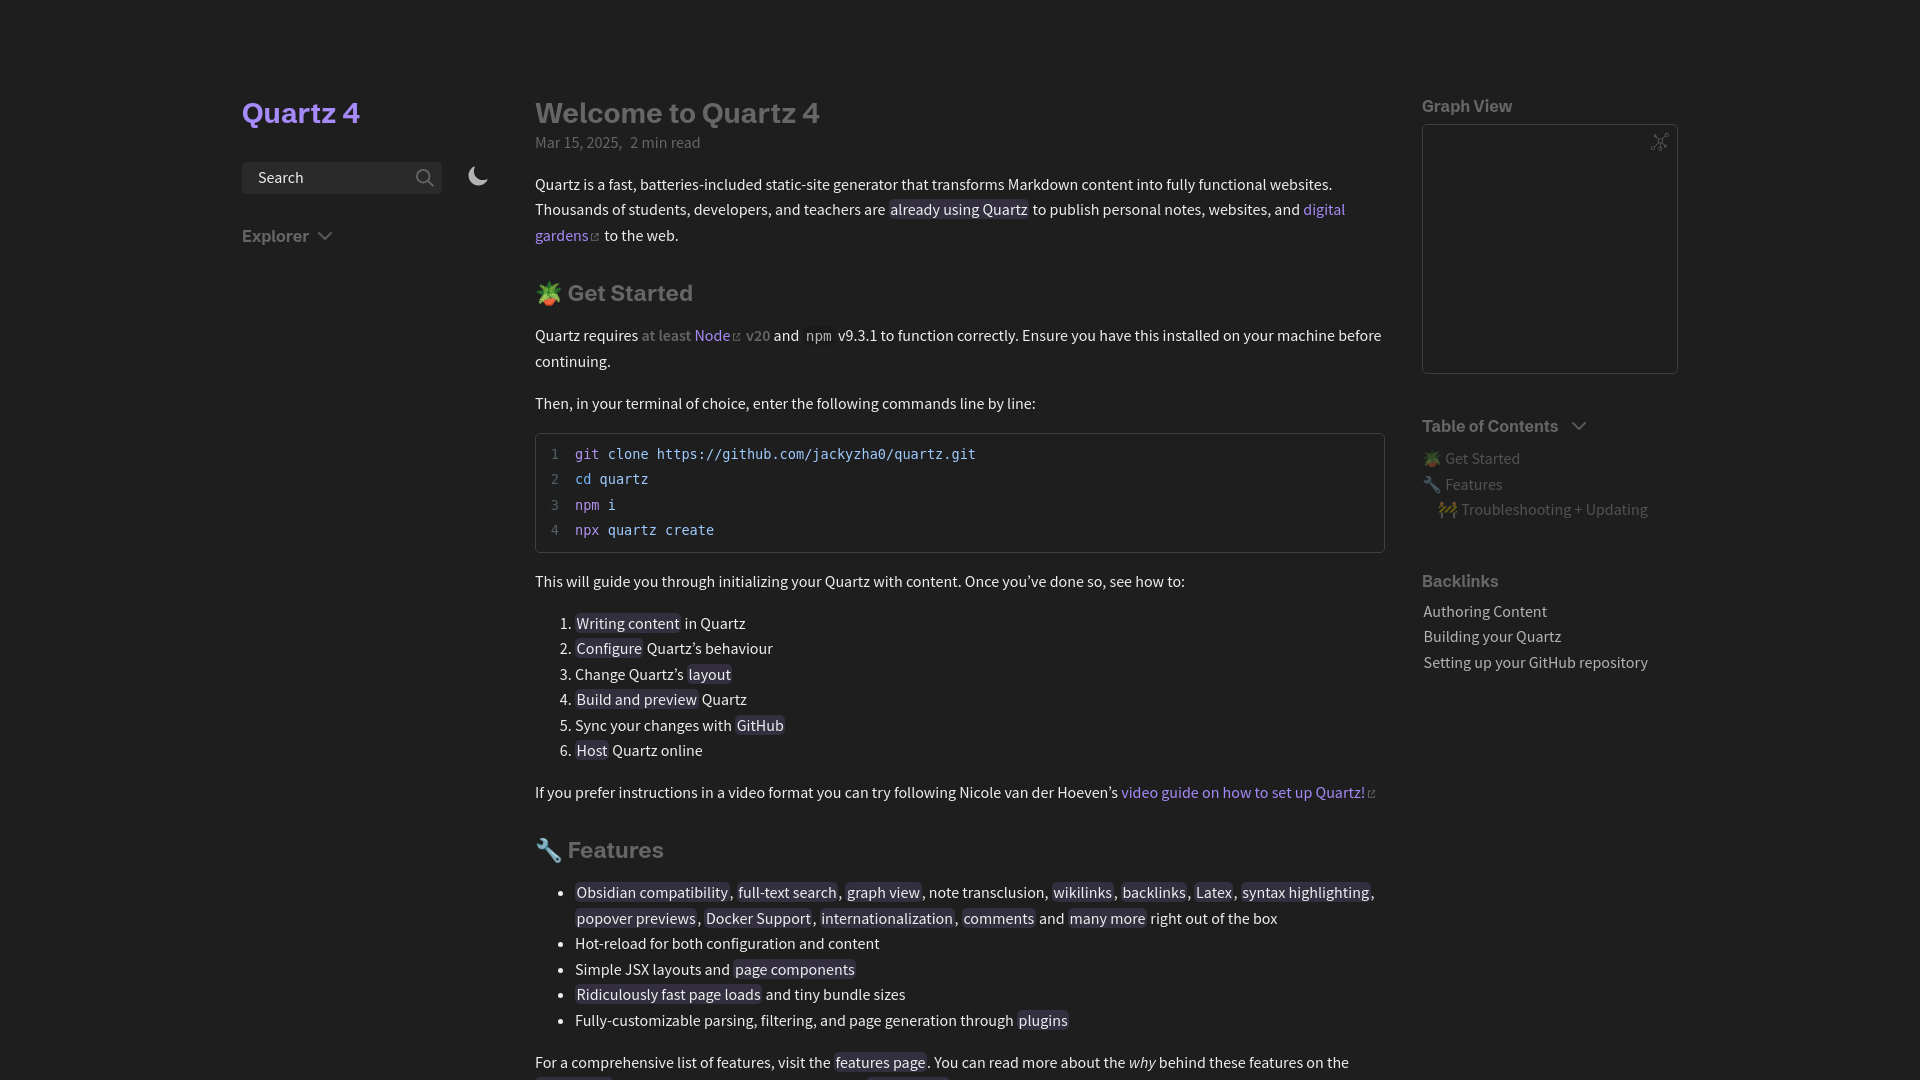 Quartz 4
Search
Explorer
Welcome to Quartz 4
Mar 15, 2025, 2 min read
Quartz is a fast, batteries-included static-site generator that transforms Markdown content into fully functional websites.
Thousands of students, developers, and teachers are already using Quartz to publish personal notes, websites, and digital
gardens to the web.
🪴 Get Started
Quartz requires at least Node v20 and npm v9.3.1 to function correctly. Ensure you have this installed on your machine before
continuing.
Then, in your terminal of choice, enter the following commands line by line:
1 git clone https://github.com/jackyzha0/quartz.git
2 cd quartz
3 npm i
4 npx quartz create
This will guide you through initializing your Quartz with content. Once you’ve done so, see how to:
1. Writing content in Quartz
2. Configure Quartz’s behaviour
3. Change Quartz’s layout
4. Build and preview Quartz
5. Sync your changes with GitHub
6. Host Quartz online
If you prefer instructions in a video format you can try following Nicole van der Hoeven’s video guide on how to set up Quartz!
🔧 Features
• Obsidian compatibility, full-text search, graph view, note transclusion, wikilinks, backlinks, Latex, syntax highlighting,
popover previews, Docker Support, internationalization, comments and many more right out of the box
• Hot-reload for both configuration and content
• Simple JSX layouts and page components
• Ridiculously fast page loads and tiny bundle sizes
• Fully-customizable parsing, filtering, and page generation through plugins
For a comprehensive list of features, visit the features page. You can read more about the why behind these features on the
Graph View
Table of Contents
🪴 Get Started
🔧 Features
🚧 Troubleshooting + Updating
Backlinks
Authoring Content
Building your Quartz
Setting up your GitHub repository